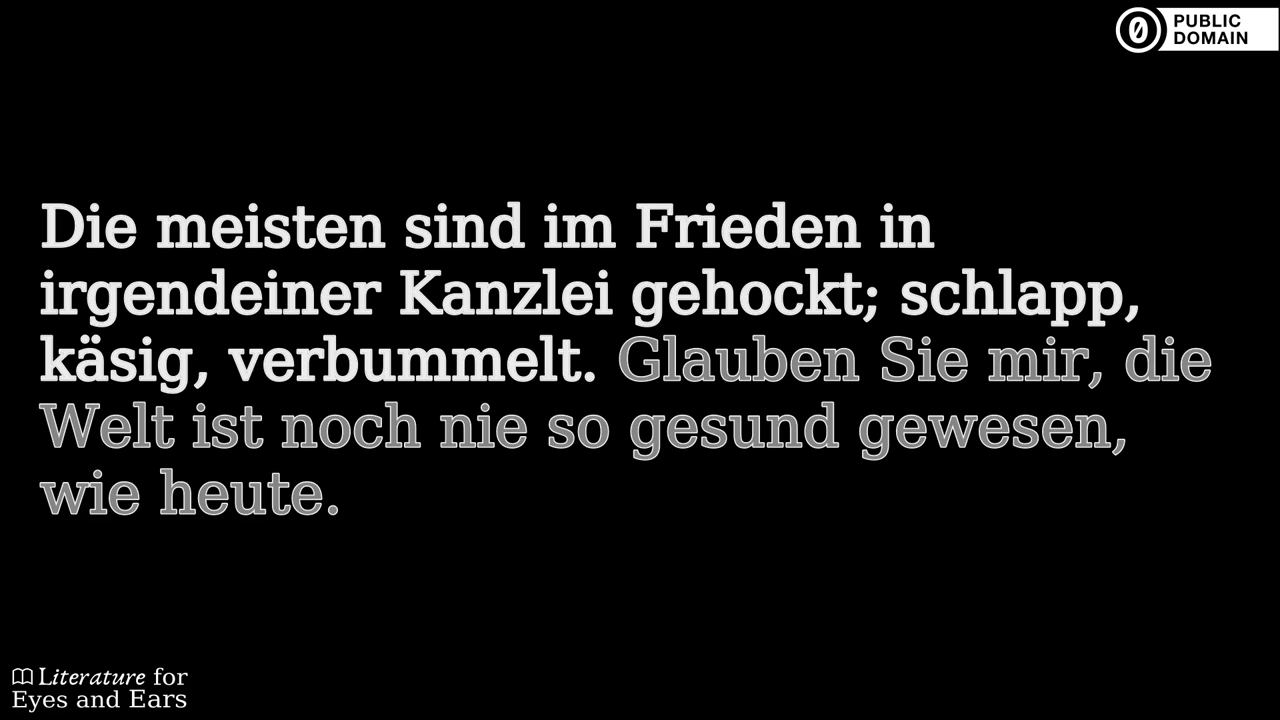 PUBLIC
DOMAIN
Die meisten sind im Frieden in
irgendeiner Kanzlei gehockt; schlapp,
käsig, verbummelt. Glauben Sie mir, die
Welt ist noch nie so gesund gewesen,
wie heute.
Literature for
Eyes and Ears